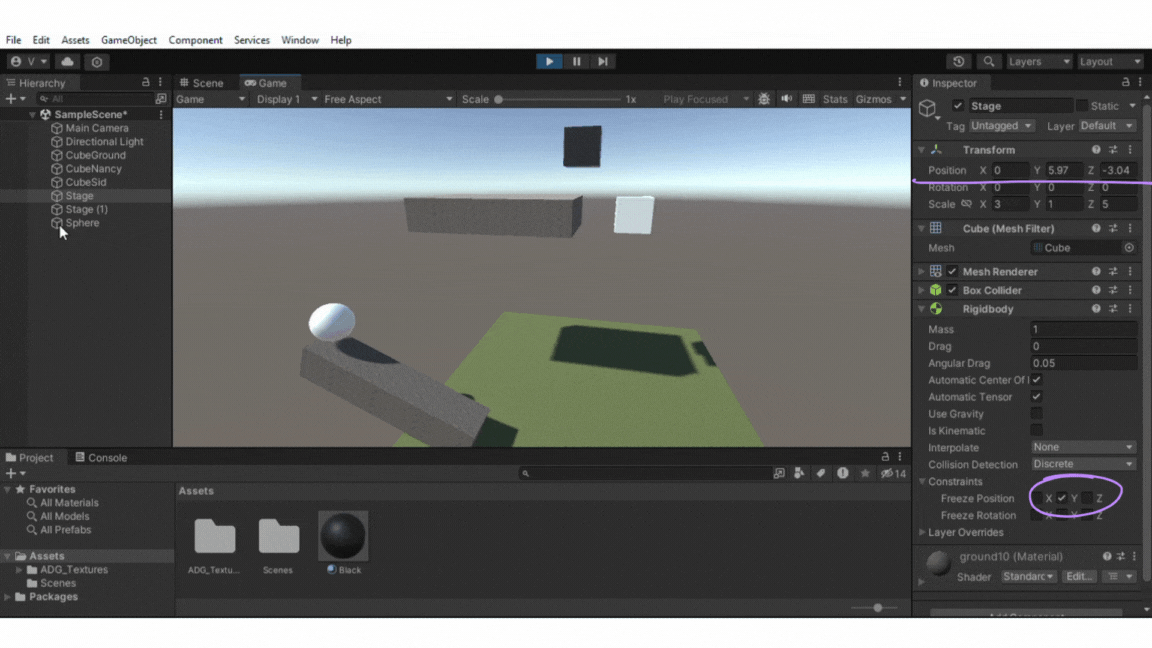 File Edit Assets GameObject Component Services Window Help
V Layers Layout
Hierarchy Scene Game Inspector
All Game Display 1 Free Aspect Scale 1x Play Focused Stats Gizmos
SampleScene*
Main Camera
Directional Light
CubeGround
CubeNancy
CubeSid
Stage
Stage (1)
Sphere
Stage Static
Tag Untagged Layer Default
Transform
Position X 0 Y 5.97 Z -3.04
Rotation X 0 Y 0 Z 0
Scale X 3 Y 1 Z 5
Cube (Mesh Filter)
Mesh Cube
Mesh Renderer
Box Collider
Rigidbody
Mass 1
Drag 0
Angular Drag 0.05
Automatic Center Of
Automatic Tensor
Use Gravity
Is Kinematic
Interpolate None
Collision Detection Discrete
Constraints
Freeze Position X Y Z
Freeze Rotation X Y Z
Layer Overrides
ground10 (Material)
Shader Standard Edit...
Project Console
14
Favorites
All Materials
All Models
All Prefabs
Assets
ADG_Textures
Scenes
Packages
Assets
ADG_Textu... Scenes Black